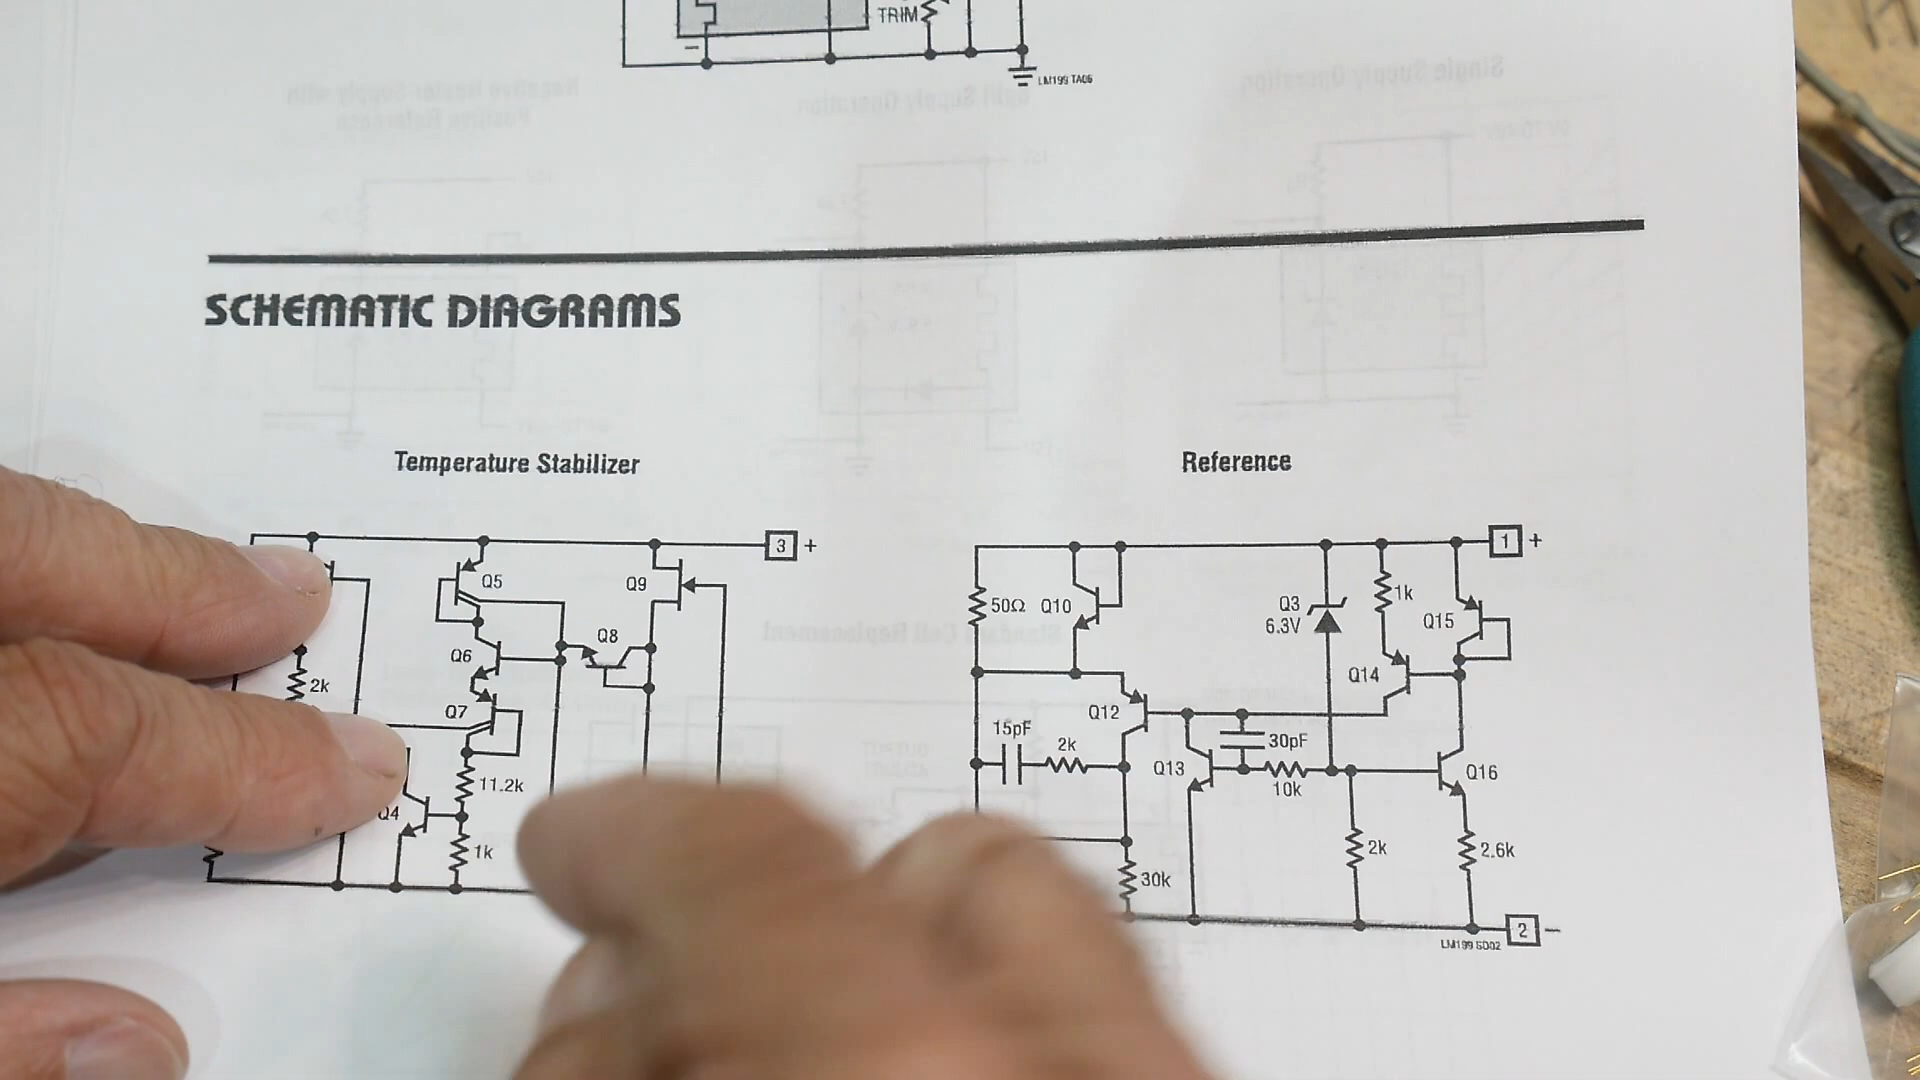 TRIM
−
LM199 TA06
SCHEMATIC DIAGRAMS
Temperature Stabilizer
Reference
3 +
1 +
Q5
Q9
50Ω
Q10
Q3
6.3V
1k
Q15
Q8
Q6
Q14
2k
Q7
Q12
15pF
2k
30pF
Q13
Q16
11.2k
10k
Q4
1k
2k
2.6k
30k
2 −
LM199 SD02